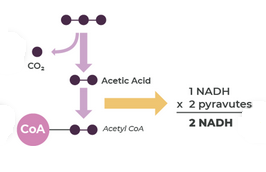 CO₂
Acetic Acid
CoA
Acetyl CoA
1 NADH
x 2 pyravutes
2 NADH